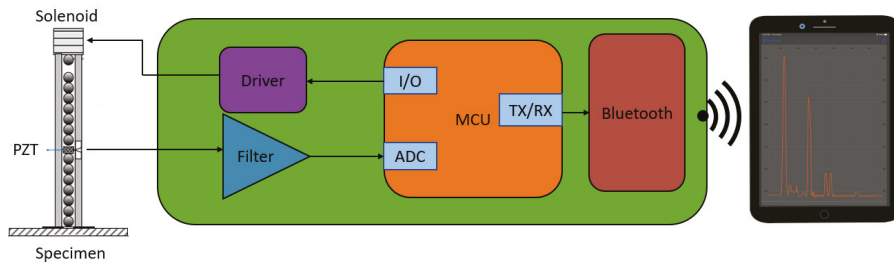 Solenoid
Driver
I/O
MCU
TX/RX
Bluetooth
PZT
Filter
ADC
Specimen